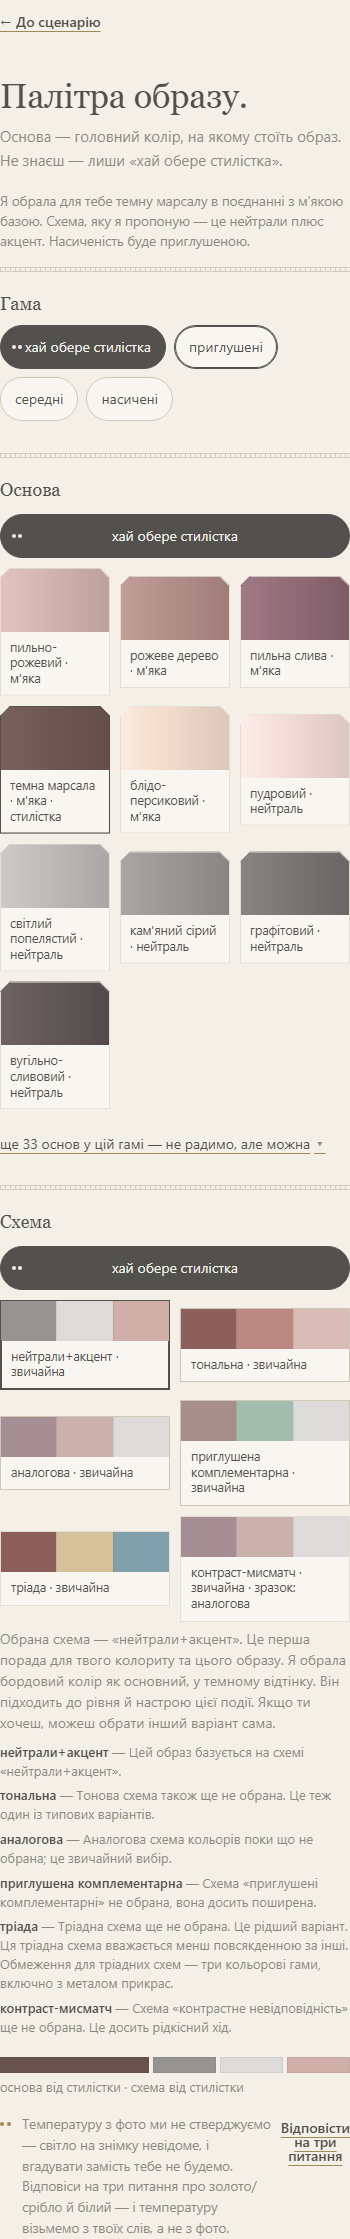 ← До сценарію
Палітра образу.
Основа — головний колір, на якому стоїть образ.
Не знаєш — лиши «хай обере стилістка».
Я обрала для тебе темну марсалу в поєднанні з м'якою
базою. Схема, яку я пропоную — це нейтрали плюс
акцент. Насиченість буде приглушеною.
Гама
хай обере стилістка
приглушені
середні
насичені
Основа
хай обере стилістка
пильно-
рожевий ·
м'яка
рожеве дерево
· м'яка
пильна слива ·
м'яка
темна марсала
· м'яка ·
стилістка
блідо-
персиковий ·
м'яка
пудровий ·
нейтраль
світлий
попелястий ·
нейтраль
кам'яний сірий
· нейтраль
графітовий ·
нейтраль
вугільно-
сливовий ·
нейтраль
ще 33 основ у цій гамі — не радимо, але можна ▾
Схема
хай обере стилістка
нейтрали+акцент ·
звичайна
тональна · звичайна
аналогова · звичайна
приглушена
комплементарна ·
звичайна
тріада · звичайна
контраст-мисматч ·
звичайна · зразок:
аналогова
Обрана схема — «нейтрали+акцент». Це перша
порада для твого колориту та цього образу. Я обрала
бордовий колір як основний, у темному відтінку. Він
підходить до рівня й настрою цієї події. Якщо ти
хочеш, можеш обрати інший варіант сама.
нейтрали+акцент — Цей образ базується на схемі
«нейтрали+акцент».
тональна — Тонова схема також ще не обрана. Це теж
один із типових варіантів.
аналогова — Аналогова схема кольорів поки що не
обрана; це звичайний вибір.
приглушена комплементарна — Схема «приглушені
комплементарні» не обрана, вона досить поширена.
тріада — Тріадна схема ще не обрана. Це рідший варіант.
Ця тріадна схема вважається менш повсякденною за інші.
Обмеження для тріадних схем — три кольорові гами,
включно з металом прикрас.
контраст-мисматч — Схема «контрастне невідповідність»
ще не обрана. Це досить рідкісний хід.
основа від стилістки · схема від стилістки
Температуру з фото ми не стверджуємо
— світло на знімку невідоме, і
вгадувати замість тебе не будемо.
Відповіси на три питання про золото/
срібло й білий — і температуру
візьмемо з твоїх слів, а не з фото.
Відповісти
на три
питання